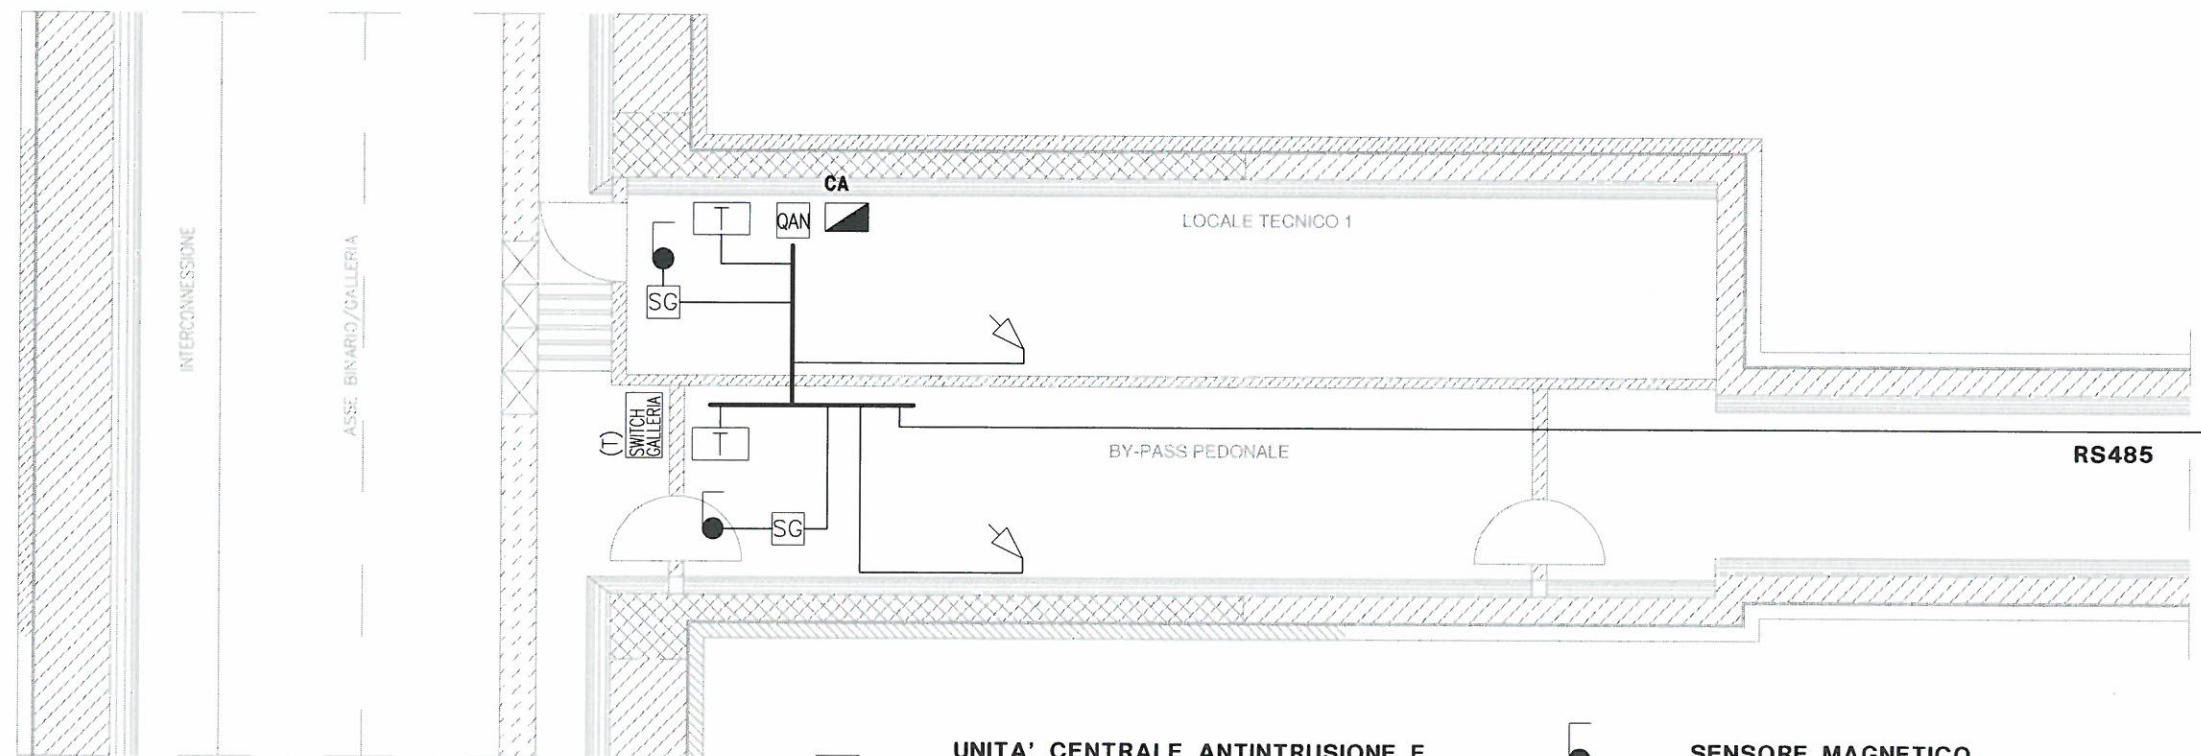 CA
T
QAN
LOCALE TECNICO 1
SG
INTERCONNESSIONE
ASSE BINARIO/GALLERIA
(T)
SWITCH
GALLERIA
T
BY-PASS PEDONALE
RS485
SG
UNITA' CENTRALE ANTINTRUSIONE E
SENSORE MAGNETICO